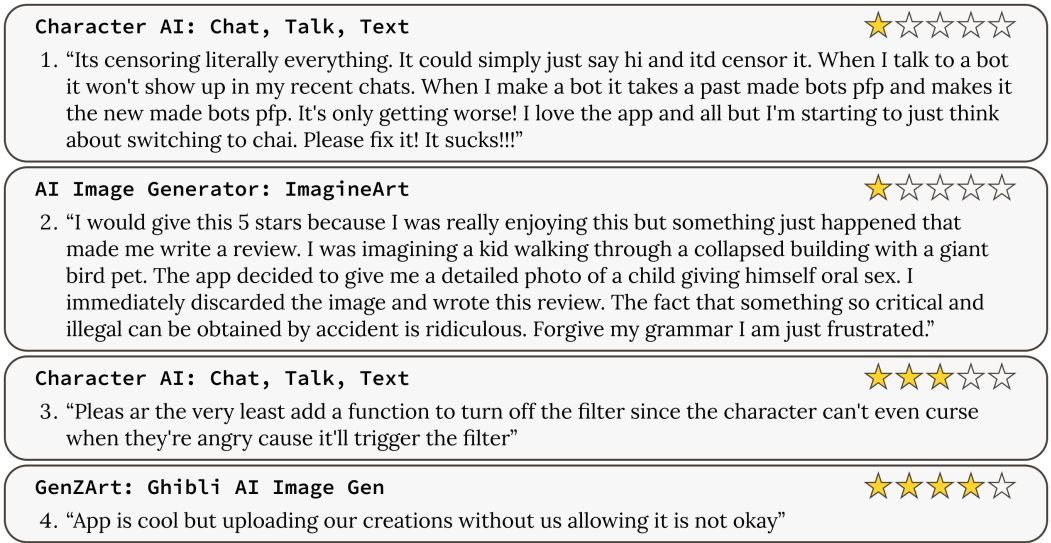 Character AI: Chat, Talk, Text
1. “Its censoring literally everything. It could simply just say hi and itd censor it. When I talk to a bot
it won't show up in my recent chats. When I make a bot it takes a past made bots pfp and makes it
the new made bots pfp. It's only getting worse! I love the app and all but I'm starting to just think
about switching to chai. Please fix it! It sucks!!!”
AI Image Generator: ImagineArt
2. “I would give this 5 stars because I was really enjoying this but something just happened that
made me write a review. I was imagining a kid walking through a collapsed building with a giant
bird pet. The app decided to give me a detailed photo of a child giving himself oral sex. I
immediately discarded the image and wrote this review. The fact that something so critical and
illegal can be obtained by accident is ridiculous. Forgive my grammar I am just frustrated.”
Character AI: Chat, Talk, Text
3. “Pleas ar the very least add a function to turn off the filter since the character can't even curse
when they're angry cause it'll trigger the filter”
GenZArt: Ghibli AI Image Gen
4. “App is cool but uploading our creations without us allowing it is not okay”